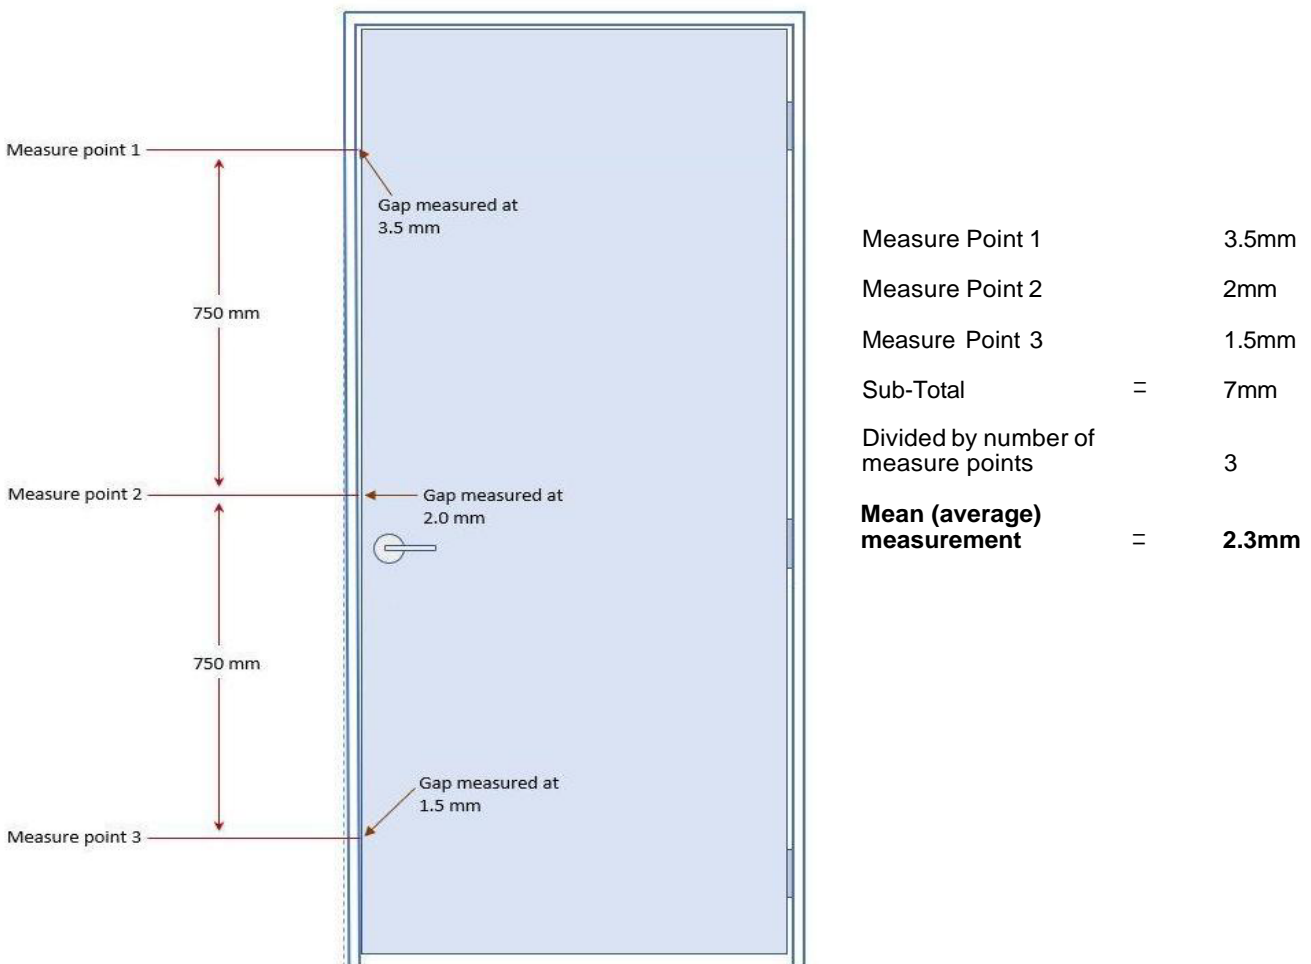 Measure point 1
Gap measured at
3.5 mm
750 mm
Measure point 2
Gap measured at
2.0 mm
750 mm
Gap measured at
1.5 mm
Measure point 3
Measure Point 1 3.5mm
Measure Point 2 2mm
Measure Point 3 1.5mm
Sub-Total = 7mm
Divided by number of
measure points 3
Mean (average)
measurement = 2.3mm